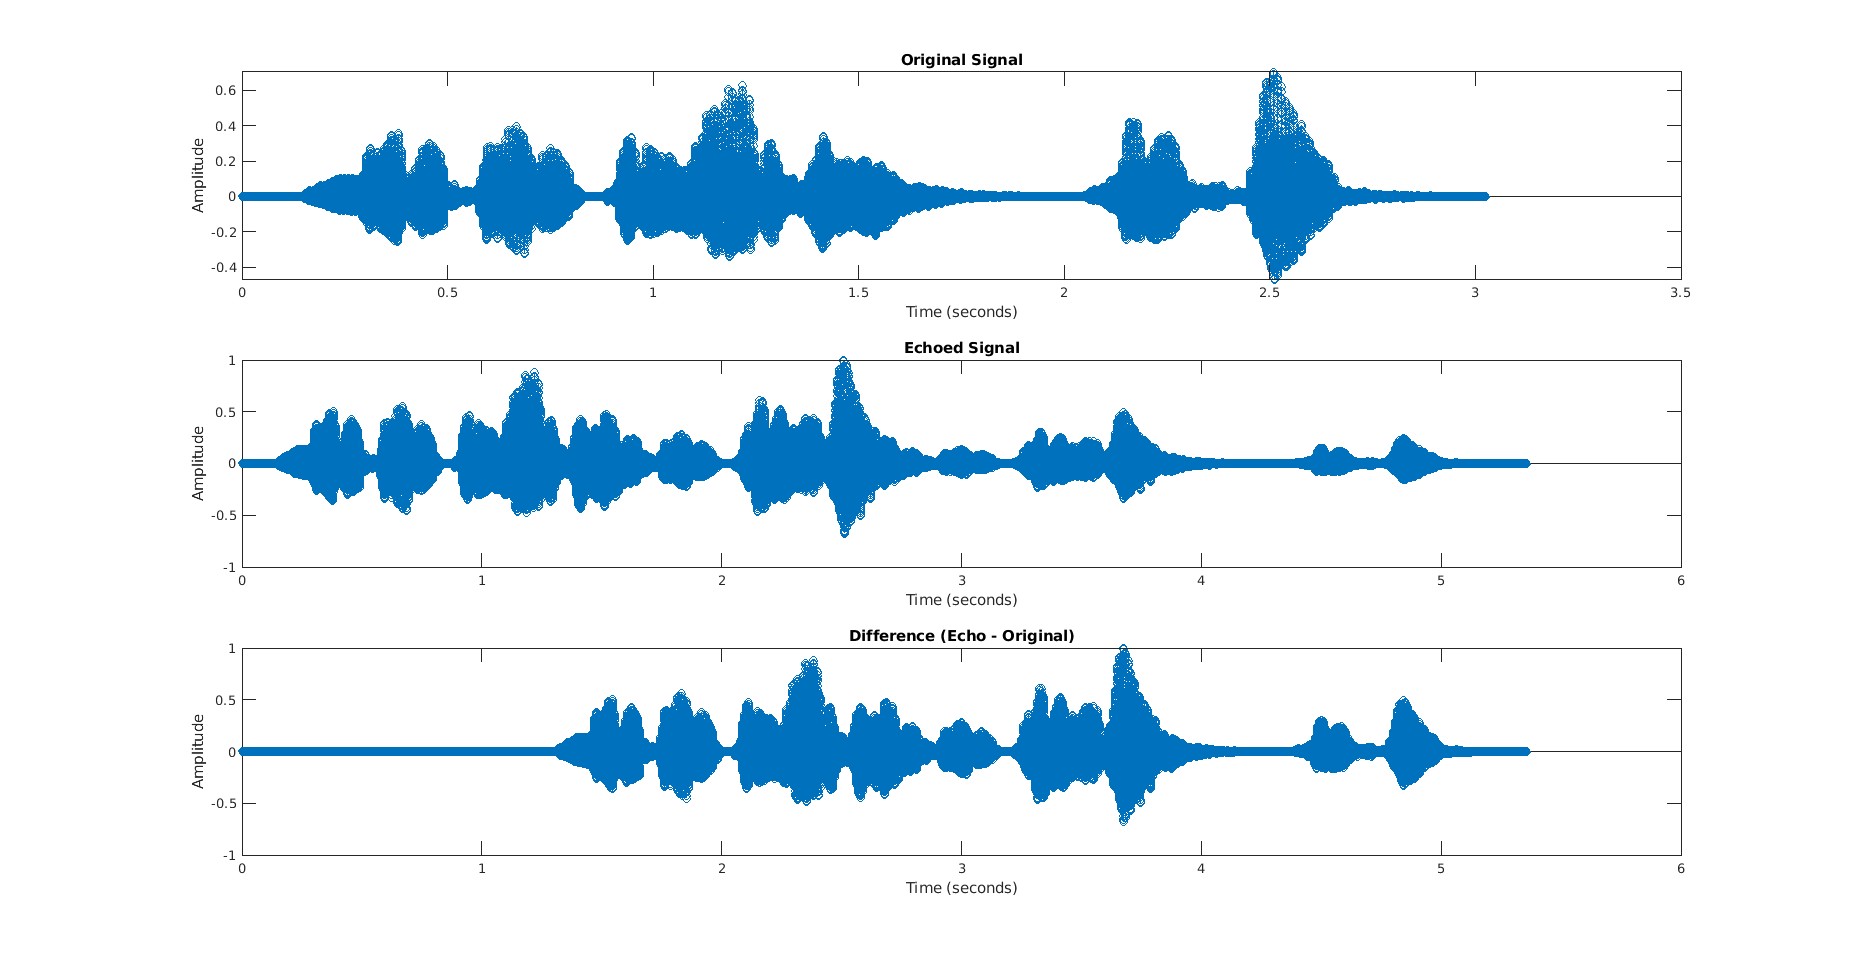 Original Signal
Amplitude
0.6
0.4
0.2
0
-0.2
-0.4
0 0.5 1 1.5 2 2.5 3 3.5
Time (seconds)
Echoed Signal
Amplitude
1
0.5
0
-0.5
-1
0 1 2 3 4 5 6
Time (seconds)
Difference (Echo - Original)
Amplitude
1
0.5
0
-0.5
-1
0 1 2 3 4 5 6
Time (seconds)